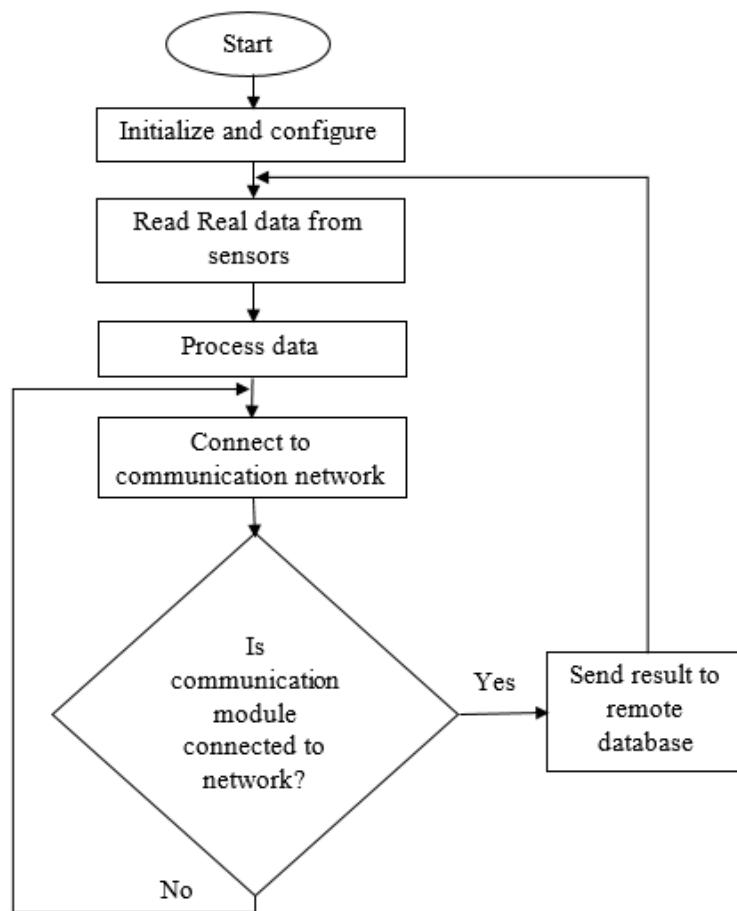 Start
Initialize and configure
Read Real data from
sensors
Process data
Connect to
communication network
Is
communication
module
connected to
network?
Yes
Send result to
remote
database
No